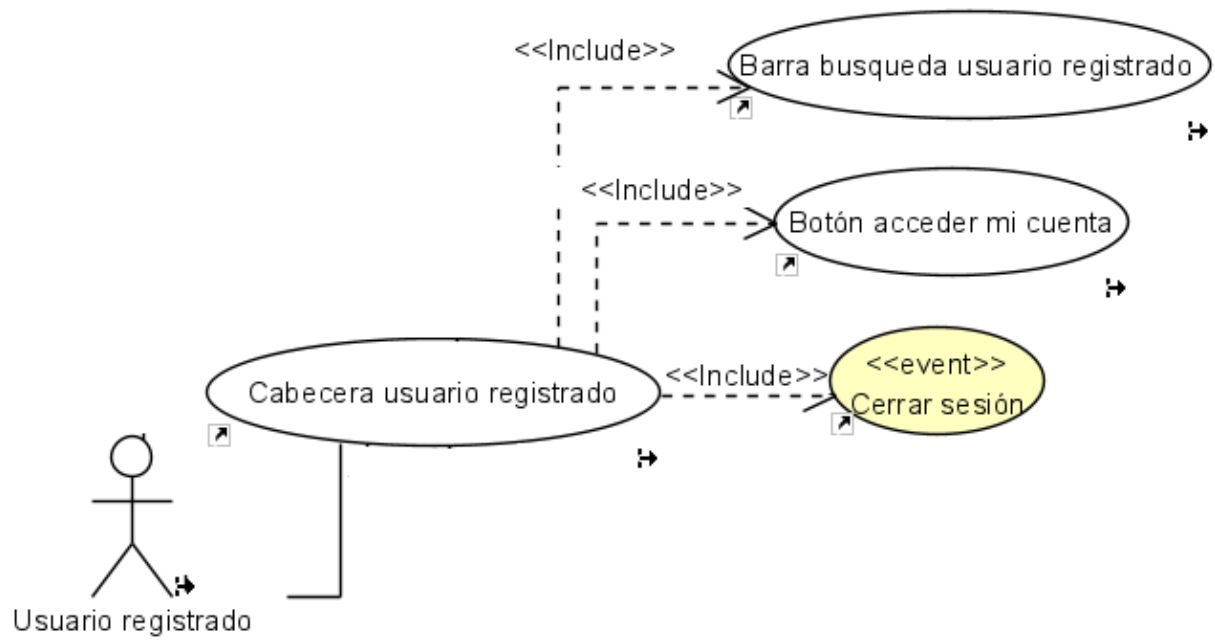 <<Include>>
Barra busqueda usuario registrado
<<Include>>
Botón acceder mi cuenta
<<event>>
<<Include>>
Cerrar sesión
Cabecera usuario registrado
Usuario registrado